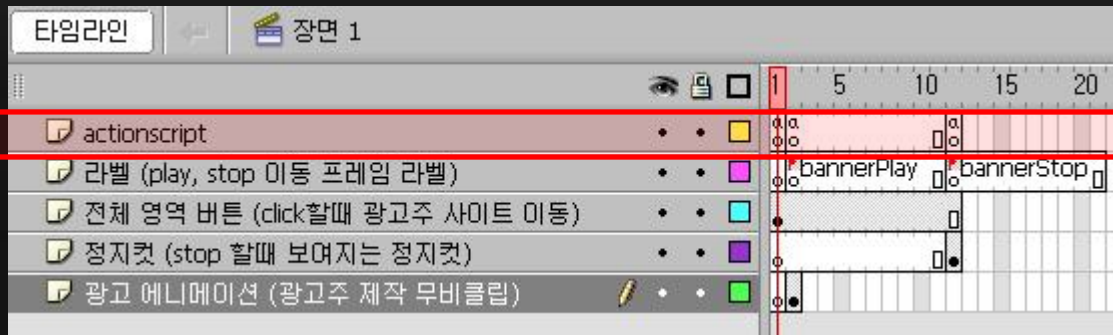 타임라인 장면 1
1 5 10 15 20
actionscript a a a
라벨 (play, stop 이동 프레임 라벨) bannerPlay bannerStop
전체 영역 버튼 (click할때 광고주 사이트 이동)
정지컷 (stop 할때 보여지는 정지컷)
광고 에니메이션 (광고주 제작 무비클립)